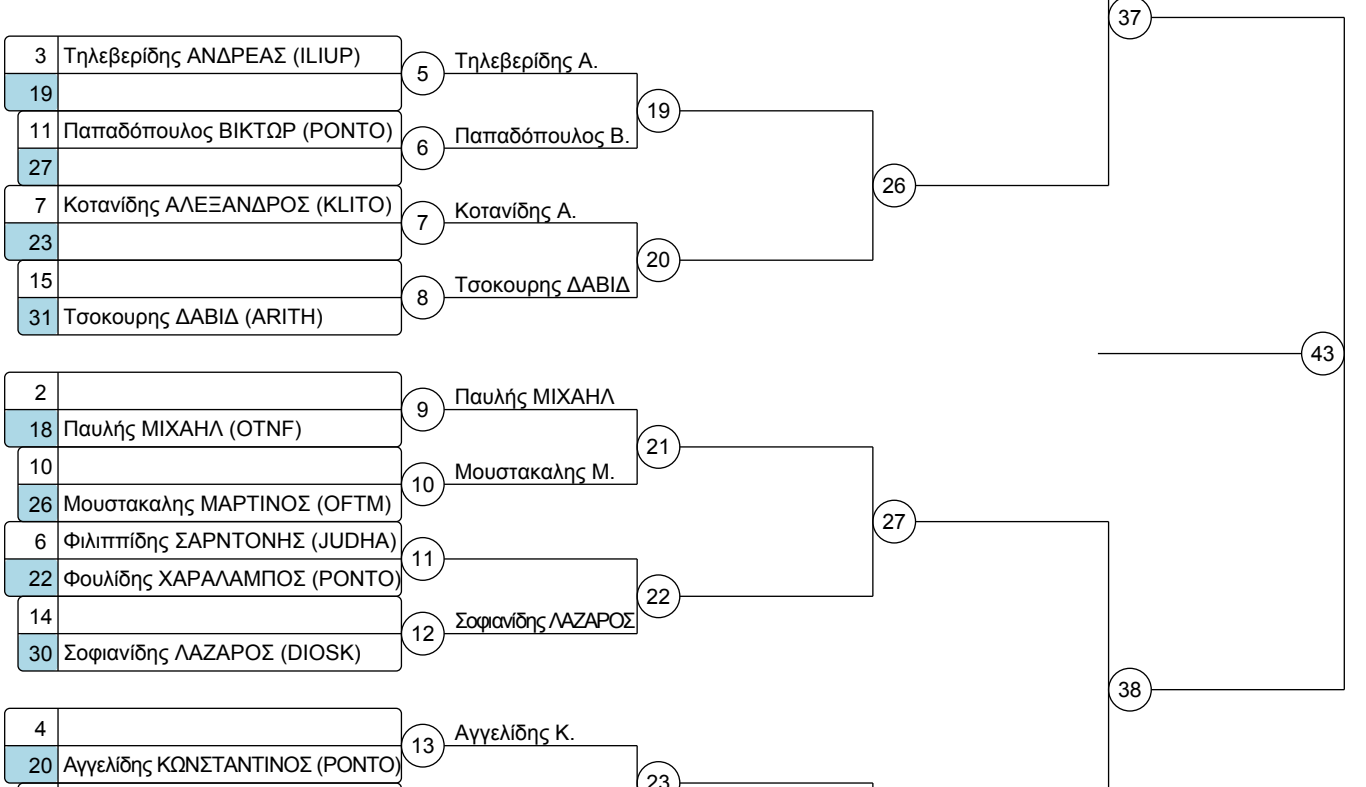 37
3 Τηλεβερίδης ΑΝΔΡΕΑΣ (ILIUP)
5 Τηλεβερίδης Α.
19
19
11 Παπαδόπουλος ΒΙΚΤΩΡ (PONTO)
6 Παπαδόπουλος Β.
27
26
7 Κοτανίδης ΑΛΕΞΑΝΔΡΟΣ (KLITO)
7 Κοτανίδης Α.
23
20
15
8 Τσοκουρης ΔΑΒΙΔ
31 Τσοκουρης ΔΑΒΙΔ (ARITH)
43
2
9 Παυλής ΜΙΧΑΗΛ
18 Παυλής ΜΙΧΑΗΛ (OTNF)
21
10
10 Μουστακαλης Μ.
26 Μουστακαλης ΜΑΡΤΙΝΟΣ (OFTM)
27
6 Φιλιππίδης ΣΑΡΝΤΟΝΗΣ (JUDHA)
11
22 Φουλίδης ΧΑΡΑΛΑΜΠΟΣ (PONTO)
22
14
12 Σοφιανίδης ΛΑΖΑΡΟΣ
30 Σοφιανίδης ΛΑΖΑΡΟΣ (DIOSK)
38
4
13 Αγγελίδης Κ.
20 Αγγελίδης ΚΩΝΣΤΑΝΤΙΝΟΣ (PONTO)
23